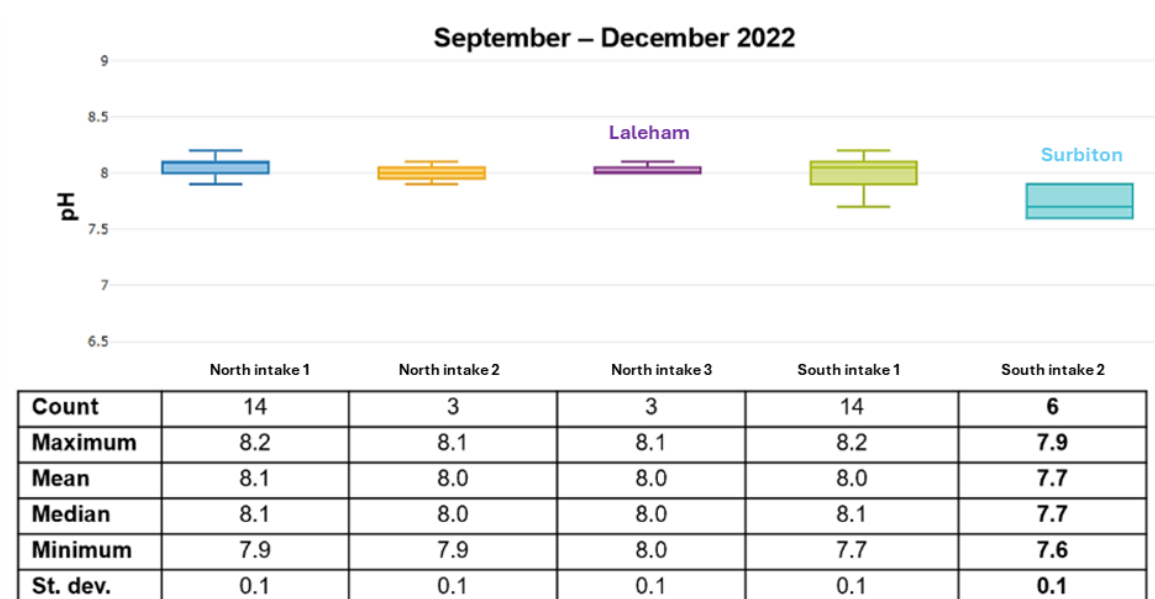 September – December 2022
9
8.5
Laleham
Surbiton
8
pH
7.5
7
6.5
North intake 1 North intake 2 North intake 3 South intake 1 South intake 2
Count 14 3 3 14 6
Maximum 8.2 8.1 8.1 8.2 7.9
Mean 8.1 8.0 8.0 8.0 7.7
Median 8.1 8.0 8.0 8.1 7.7
Minimum 7.9 7.9 8.0 7.7 7.6
St. dev. 0.1 0.1 0.1 0.1 0.1